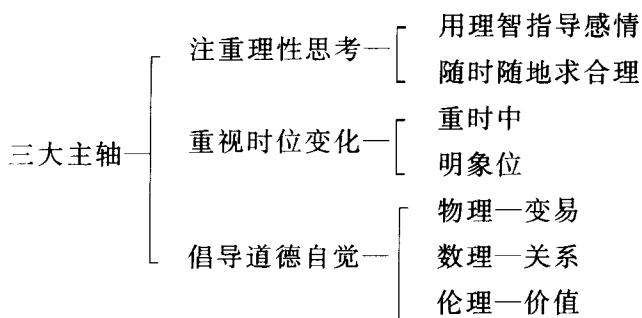 三大主轴
注重理性思考
用理智指导感情
随时随地求合理
重视时位变化
重时中
明象位
倡导道德自觉
物理—变易
数理—关系
伦理—价值